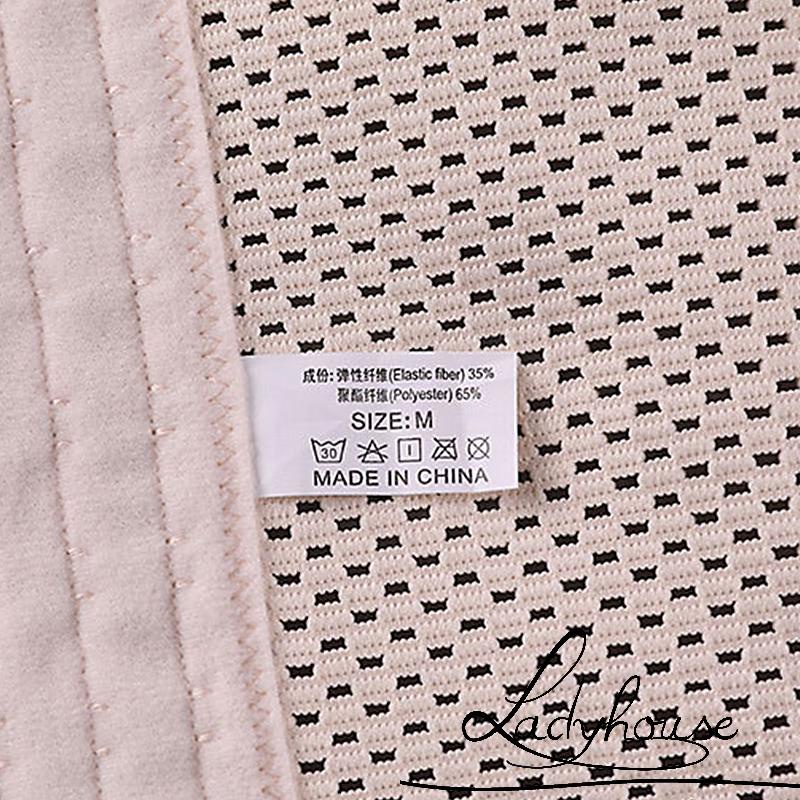 成份: 弹性纤维(Elastic fiber) 35%
聚酯纤维(Polyester) 65%
SIZE: M
30
MADE IN CHINA
Ladyhouse